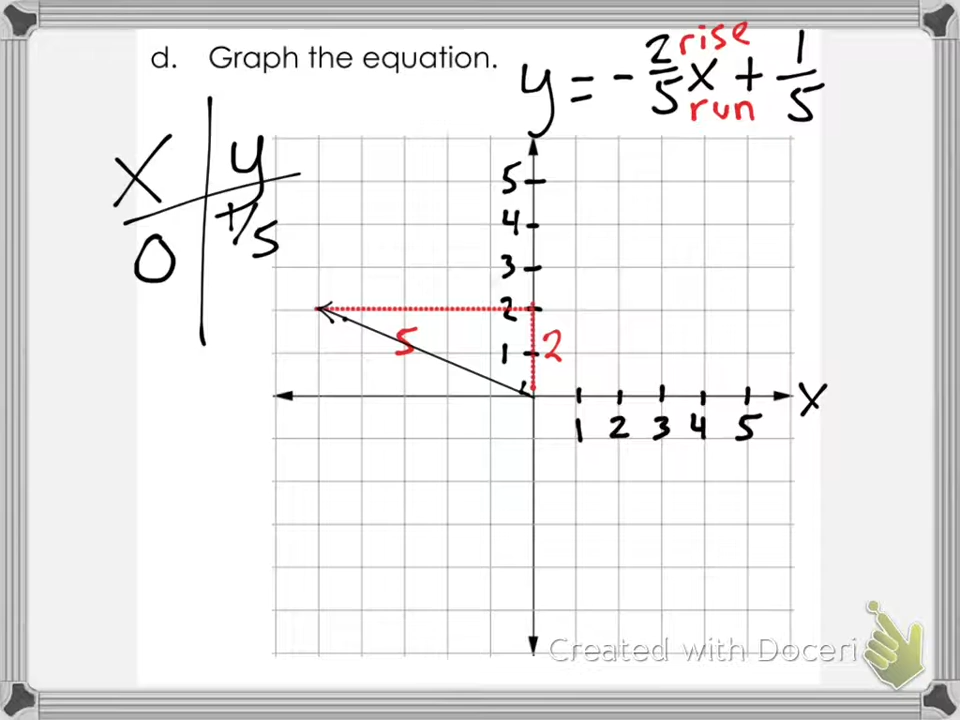 d. Graph the equation.
y = - 2/5 x + 1/5
rise
run
x y
0 +1/5
5
4
3
2
1
5
2
x
1 2 3 4 5
Created with Doceri